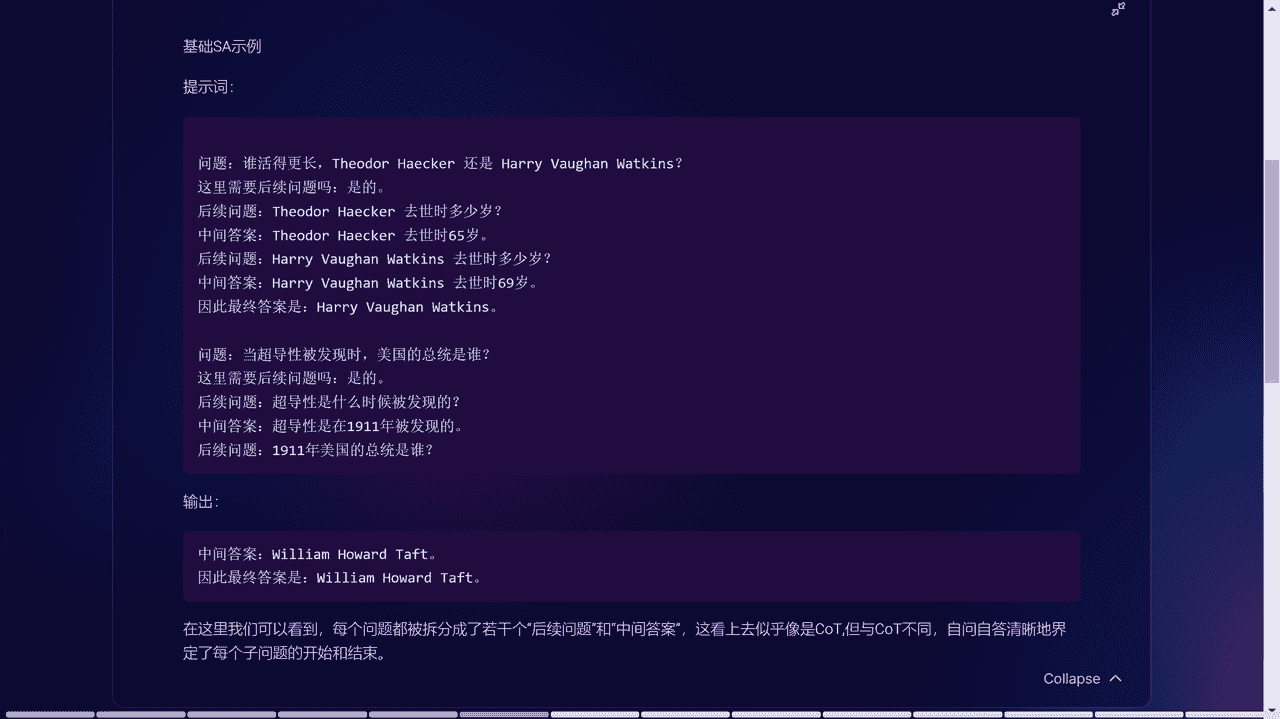 基础SA示例
提示词：
问题：谁活得更长，Theodor Haecker 还是 Harry Vaughan Watkins？
这里需要后续问题吗：是的。
后续问题：Theodor Haecker 去世时多少岁？
中间答案：Theodor Haecker 去世时65岁。
后续问题：Harry Vaughan Watkins 去世时多少岁？
中间答案：Harry Vaughan Watkins 去世时69岁。
因此最终答案是：Harry Vaughan Watkins。
问题：当超导性被发现时，美国的总统是谁？
这里需要后续问题吗：是的。
后续问题：超导性是什么时候被发现的？
中间答案：超导性是在1911年被发现的。
后续问题：1911年美国的总统是谁？
输出：
中间答案：William Howard Taft。
因此最终答案是：William Howard Taft。
在这里我们可以看到，每个问题都被拆分成了若干个“后续问题”和“中间答案“，这看上去似乎像是CoT,但与CoT不同，自问自答清晰地界
定了每个子问题的开始和结束。
Collapse